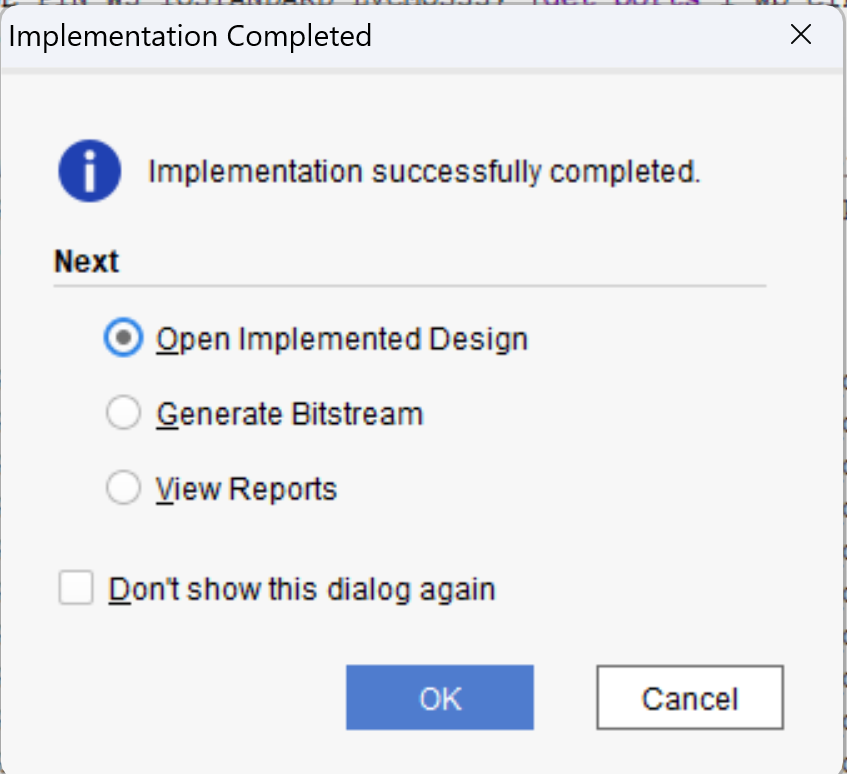 Implementation Completed
Implementation successfully completed.
Next
Open Implemented Design
Generate Bitstream
View Reports
Don't show this dialog again
OK
Cancel